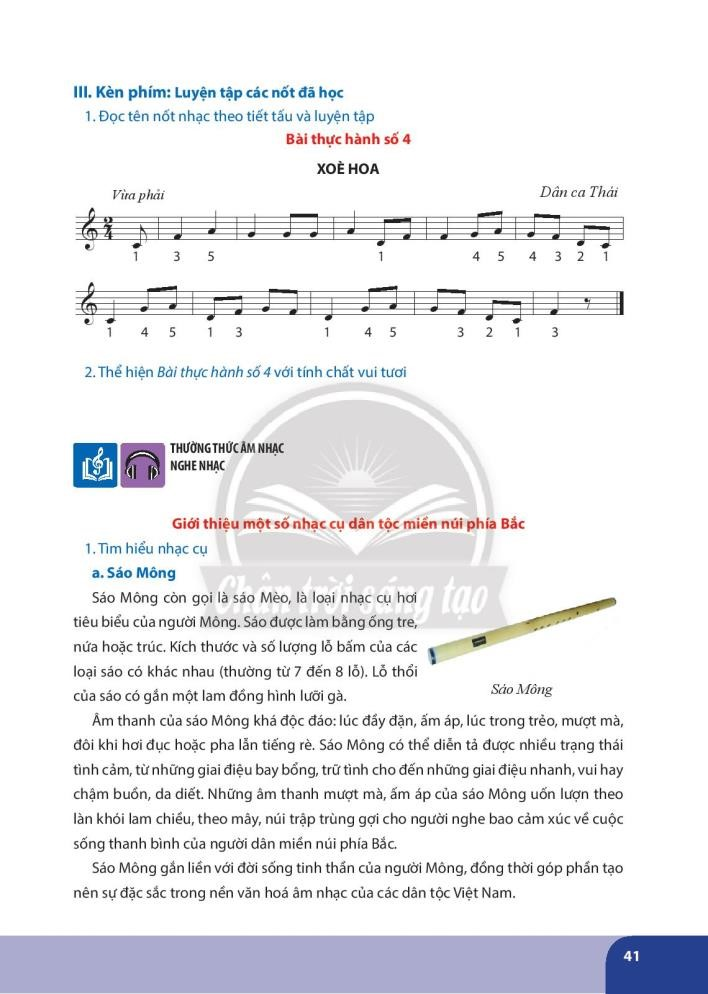 III. Kèn phím: Luyện tập các nốt đã học
1. Đọc tên nốt nhạc theo tiết tấu và luyện tập
Bài thực hành số 4
XOÈ HOA
Vừa phải
Dân ca Thái
2 4
1 3 5 1 4 5 4 3 2 1
1 4 5 1 3 1 4 5 3 2 1 3
2. Thể hiện Bài thực hành số 4 với tính chất vui tươi
THƯỜNG THỨC ÂM NHẠC
NGHE NHẠC
Giới thiệu một số nhạc cụ dân tộc miền núi phía Bắc
1. Tìm hiểu nhạc cụ
a. Sáo Mông
Chân trời sáng tạo
Sáo Mông còn gọi là sáo Mèo, là loại nhạc cụ hơi
tiêu biểu của người Mông. Sáo được làm bằng ống tre,
nứa hoặc trúc. Kích thước và số lượng lỗ bấm của các
loại sáo có khác nhau (thường từ 7 đến 8 lỗ). Lỗ thổi
của sáo có gắn một lam đồng hình lưỡi gà.
Sáo Mông
Âm thanh của sáo Mông khá độc đáo: lúc đầy đặn, ấm áp, lúc trong trẻo, mượt mà,
đôi khi hơi đục hoặc pha lẫn tiếng rè. Sáo Mông có thể diễn tả được nhiều trạng thái
tình cảm, từ những giai điệu bay bổng, trữ tình cho đến những giai điệu nhanh, vui hay
chậm buồn, da diết. Những âm thanh mượt mà, ấm áp của sáo Mông uốn lượn theo
làn khói lam chiều, theo mây, núi trập trùng gợi cho người nghe bao cảm xúc về cuộc
sống thanh bình của người dân miền núi phía Bắc.
Sáo Mông gắn liền với đời sống tinh thần của người Mông, đồng thời góp phần tạo
nên sự đặc sắc trong nền văn hoá âm nhạc của các dân tộc Việt Nam.
41